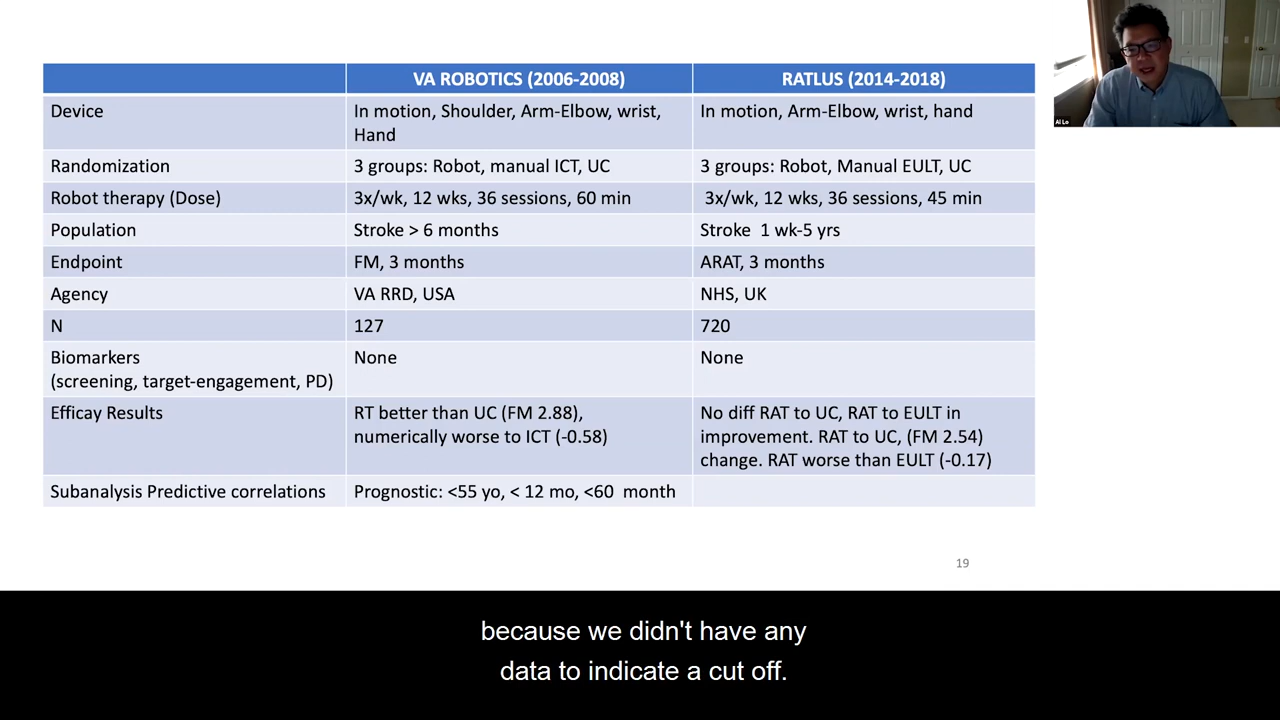 VA ROBOTICS (2006-2008) RATLUS (2014-2018)
Device In motion, Shoulder, Arm-Elbow, wrist, In motion, Arm-Elbow, wrist, hand
Hand
Randomization 3 groups: Robot, manual ICT, UC 3 groups: Robot, Manual EULT, UC
Robot therapy (Dose) 3x/wk, 12 wks, 36 sessions, 60 min 3x/wk, 12 wks, 36 sessions, 45 min
Population Stroke > 6 months Stroke 1 wk-5 yrs
Endpoint FM, 3 months ARAT, 3 months
Agency VA RRD, USA NHS, UK
N 127 720
Biomarkers None None
(screening, target-engagement, PD)
Efficay Results RT better than UC (FM 2.88), No diff RAT to UC, RAT to EULT in
numerically worse to ICT (-0.58) improvement. RAT to UC, (FM 2.54)
change. RAT worse than EULT (-0.17)
Subanalysis Predictive correlations Prognostic: <55 yo, < 12 mo, <60 month
Al Lo
19
because we didn't have any
data to indicate a cut off.